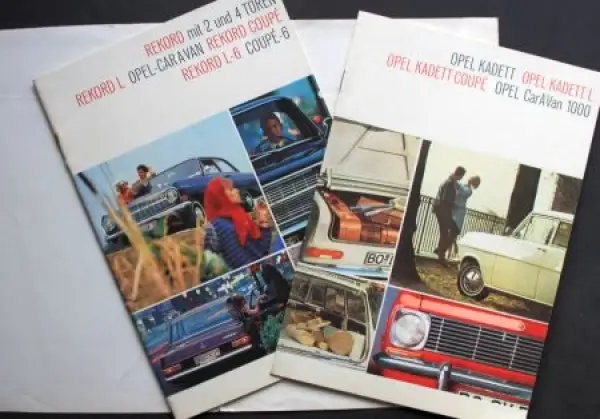 REKORD mit 2 und 4 TÜREN
REKORD L OPEL-CARAVAN REKORD COUPÉ
REKORD L-6 COUPÉ-6
OPEL KADETT OPEL KADETT L
OPEL KADETT COUPÉ OPEL CarAVan 1000